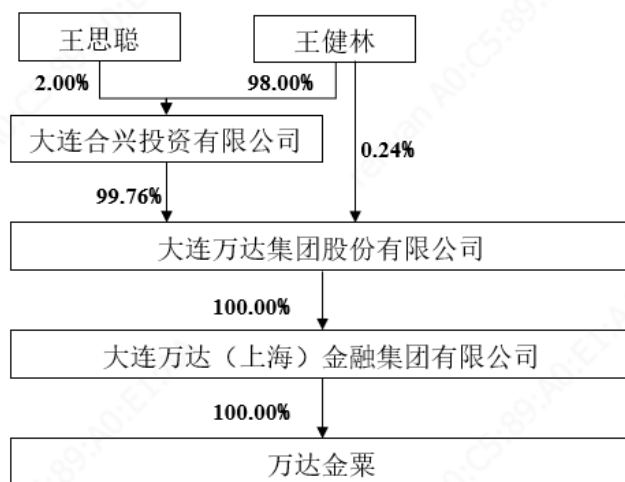 王思聪 王健林
2.00% 98.00%
大连合兴投资有限公司 0.24%
99.76%
大连万达集团股份有限公司
100.00%
大连万达（上海）金融集团有限公司
100.00%
万达金粟